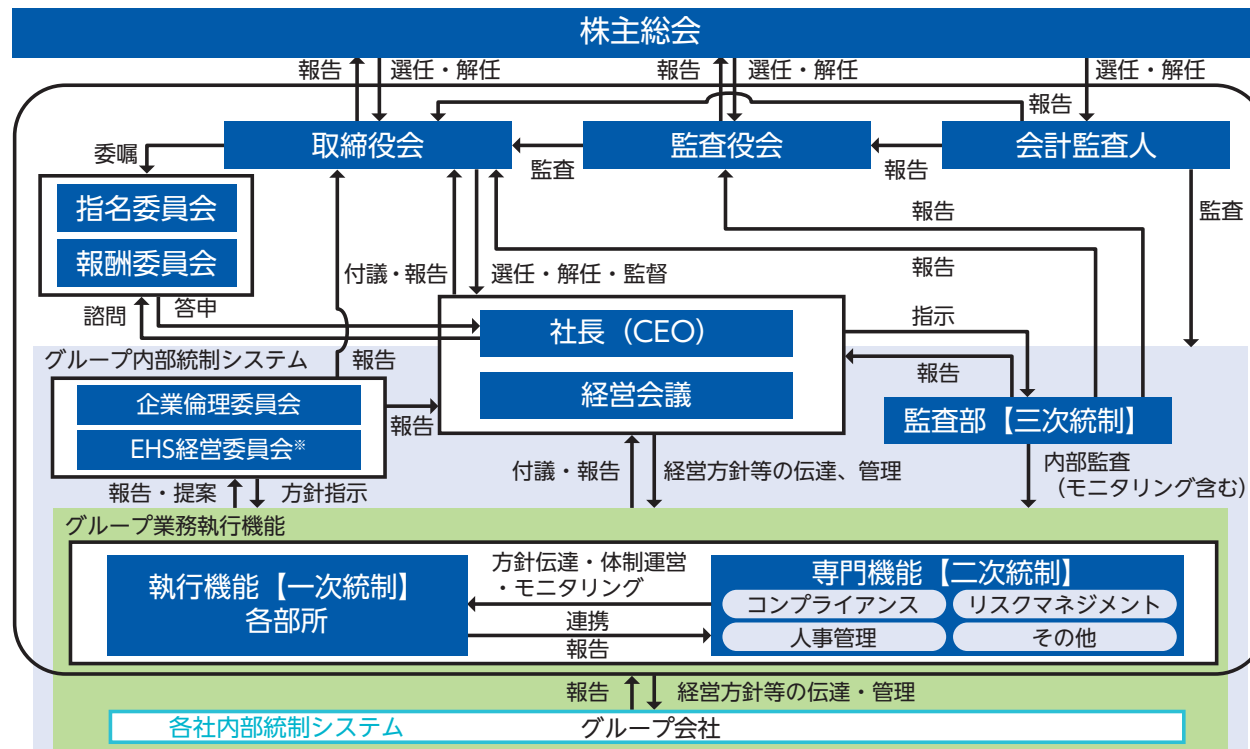 株主総会
報告
選任・解任
報告
選任・解任
選任・解任
報告
取締役会
監査役会
会計監査人
委嘱
監査
報告
指名委員会
報酬委員会
報告
監査
付議・報告
選任・解任・監督
報告
諮問
答申
社長（CEO）
経営会議
指示
報告
グループ内部統制システム
報告
企業倫理委員会
EHS経営委員会※
報告
監査部【三次統制】
報告・提案
方針指示
付議・報告
経営方針等の伝達、管理
内部監査
（モニタリング含む）
グループ業務執行機能
執行機能【一次統制】
各部所
方針伝達・体制運営
・モニタリング
連携
報告
専門機能【二次統制】
コンプライアンス
リスクマネジメント
人事管理
その他
報告
経営方針等の伝達・管理
各社内部統制システム
グループ会社